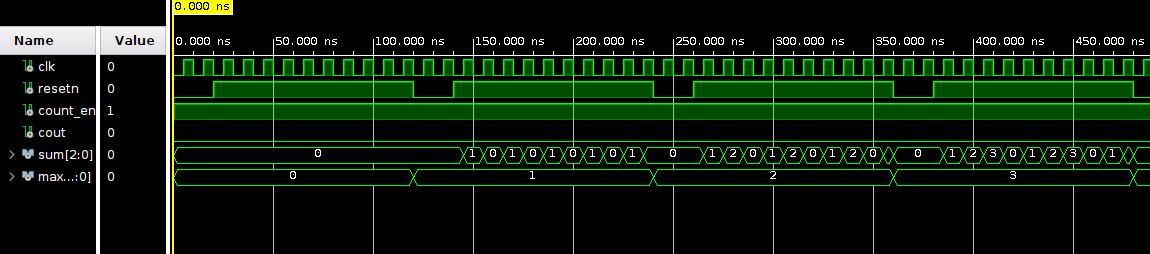 0.000 ns
Name Value
0.000 ns 50.000 ns 100.000 ns 150.000 ns 200.000 ns 250.000 ns 300.000 ns 350.000 ns 400.000 ns 450.000 ns
clk 0
resetn 0
count_en 1
cout 0
sum[2:0] 0 0 1 0 1 0 1 0 1 0 1 0 1 2 0 1 2 0 1 2 0 0 1 2 3 0 1 2 3 0 1
max...:0] 0 0 1 2 3